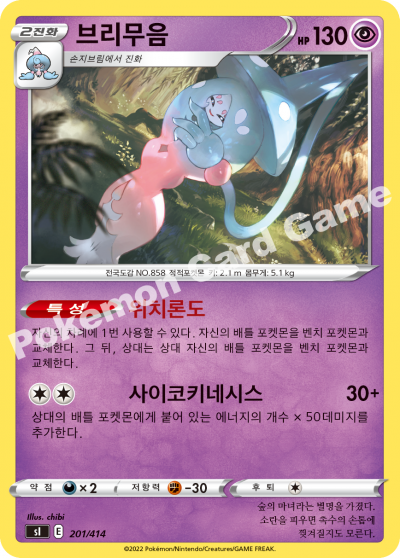 2진화
브리무음
HP 130
손지브림에서 진화
전국도감 NO.858 적적포켓몬 키: 2.1 m 몸무게: 5.1 kg
특성 위치론도
자신의 차례에 1번 사용할 수 있다. 자신의 배틀 포켓몬을 벤치 포켓몬과
교체한다. 그 뒤, 상대는 상대 자신의 배틀 포켓몬을 벤치 포켓몬과
교체한다.
사이코키네시스 30+
상대의 배틀 포켓몬에게 붙어 있는 에너지의 개수 × 50데미지를
추가한다.
약점 ×2 저항력 -30 후퇴
Illus. chibi
sI E 201/414
숲의 마녀라는 별명을 가졌다.
소란을 피우면 촉수의 손톱에
찢겨질지도 모른다.
©2022 Pokémon/Nintendo/Creatures/GAME FREAK.
Pokémon Card Game